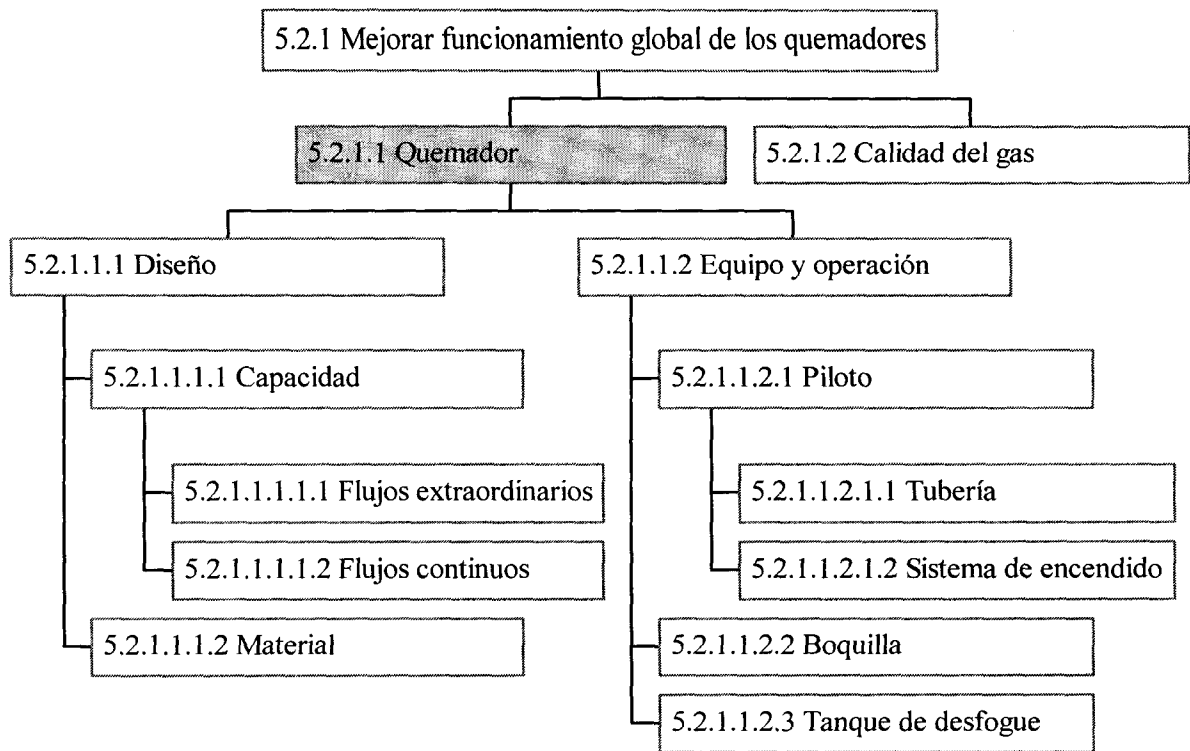 5.2.1 Mejorar funcionamiento global de los quemadores
5.2.1.1 Quemador
5.2.1.2 Calidad del gas
5.2.1.1.1 Diseño
5.2.1.1.2 Equipo y operación
5.2.1.1.1.1 Capacidad
5.2.1.1.2.1 Piloto
5.2.1.1.1.1.1 Flujos extraordinarios
5.2.1.1.2.1.1 Tubería
5.2.1.1.1.1.2 Flujos continuos
5.2.1.1.2.1.2 Sistema de encendido
5.2.1.1.1.2 Material
5.2.1.1.2.2 Boquilla
5.2.1.1.2.3 Tanque de desfogue